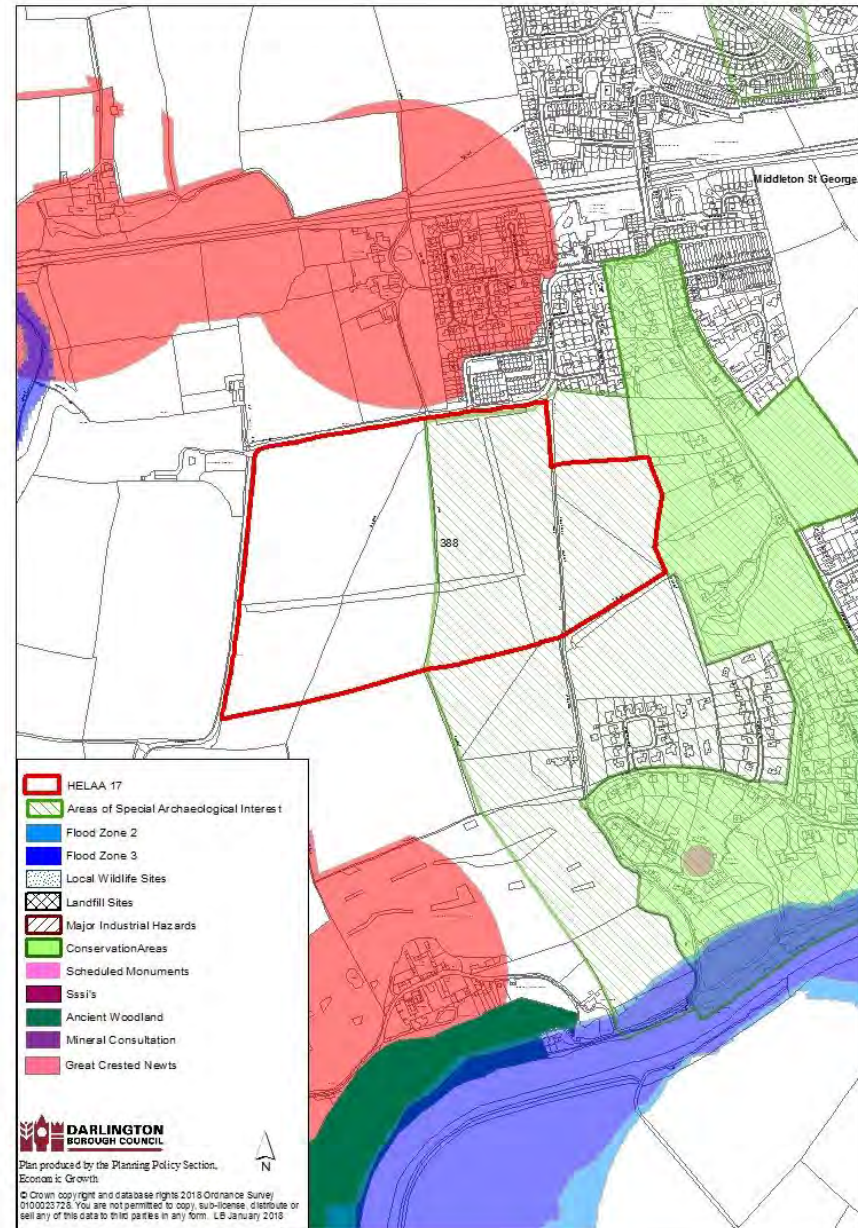 Middleton St George
388
HELAA 17
Areas of Special Archaeological Interest
Flood Zone 2
Flood Zone 3
Local Wildlife Sites
Landfill Sites
Major Industrial Hazards
ConservationAreas
Scheduled Monuments
Sssi's
Ancient Woodland
Mineral Consultation
Great Crested Newts
DARLINGTON
BOROUGH COUNCIL
N
Plan produced by the Planning Policy Section,
Economic Growth
© Crown copyright and database rights 2018 Ordnance Survey
0100023728. You are not permitted to copy, sub-license, distribute or
sell any of this data to third parties in any form. LB January 2018